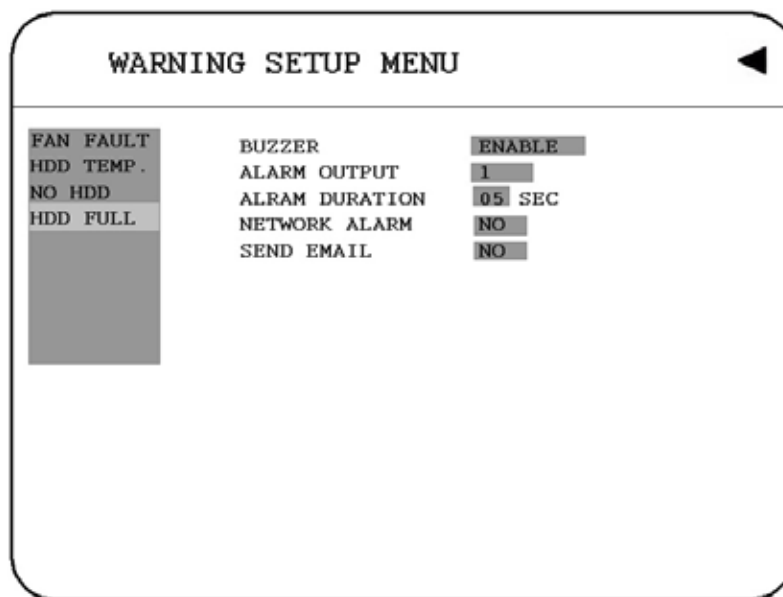 WARNING SETUP MENU
FAN FAULT
HDD TEMP.
NO HDD
HDD FULL
BUZZER ENABLE
ALARM OUTPUT 1
ALRAM DURATION 05 SEC
NETWORK ALARM NO
SEND EMAIL NO